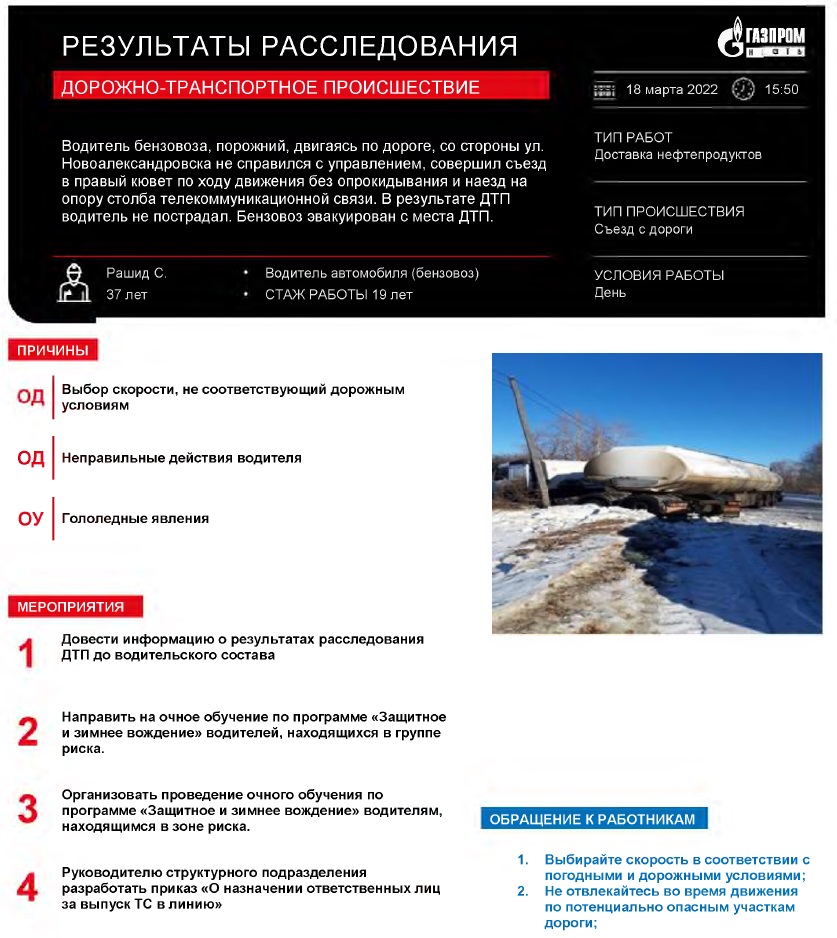 РЕЗУЛЬТАТЫ РАССЛЕДОВАНИЯ
ГАЗПРОМ
НЕФТЬ
ДОРОЖНО-ТРАНСПОРТНОЕ ПРОИСШЕСТВИЕ
18 марта 2022 15:50
Водитель бензовоза, порожний, двигаясь по дороге, со стороны ул.
Новоалександровска не справился с управлением, совершил съезд
в правый кювет по ходу движения без опрокидывания и наезд на
опору столба телекоммуникационной связи. В результате ДТП
водитель не пострадал. Бензовоз эвакуирован с места ДТП.
ТИП РАБОТ
Доставка нефтепродуктов
ТИП ПРОИСШЕСТВИЯ
Съезд с дороги
УСЛОВИЯ РАБОТЫ
День
Рашид С.
37 лет
• Водитель автомобиля (бензовоз)
• СТАЖ РАБОТЫ 19 лет
ПРИЧИНЫ
ОД Выбор скорости, не соответствующий дорожным
условиям
ОД Неправильные действия водителя
ОУ Гололедные явления
МЕРОПРИЯТИЯ
1 Довести информацию о результатах расследования
ДТП до водительского состава
2 Направить на очное обучение по программе «Защитное
и зимнее вождение» водителей, находящихся в группе
риска.
3 Организовать проведение очного обучения по
программе «Защитное и зимнее вождение» водителям,
находящимся в зоне риска.
4 Руководителю структурного подразделения
разработать приказ «О назначении ответственных лиц
за выпуск ТС в линию»
ОБРАЩЕНИЕ К РАБОТНИКАМ
1. Выбирайте скорость в соответствии с
погодными и дорожными условиями;
2. Не отвлекайтесь во время движения
по потенциально опасным участкам
дороги;